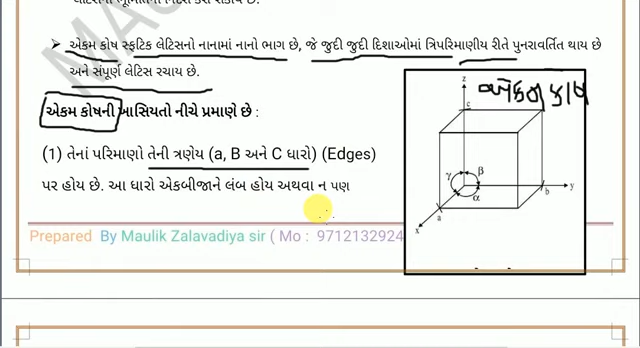 ➤ એકમ કોષ સ્ફટિક લેટિસનો નાનામાં નાનો ભાગ છે, જે જુદી જુદી દિશાઓમાં ત્રિપરિમાણીય રીતે પુનરાવર્તિત થાય છે
અને સંપૂર્ણ લેટિસ રચાય છે.
એકમ કોષની ખાસિયતો નીચે પ્રમાણે છે :
(1) તેનાં પરિમાણો તેની ત્રણેય (a, B અને C ધારો) (Edges)
પર હોય છે. આ ધારો એકબીજાને લંબ હોય અથવા ન પણ
એકમ કોષ
z
c
γ β
α
y
b
a
x
Prepared By Maulik Zalavadiya sir ( Mo : 9712132924